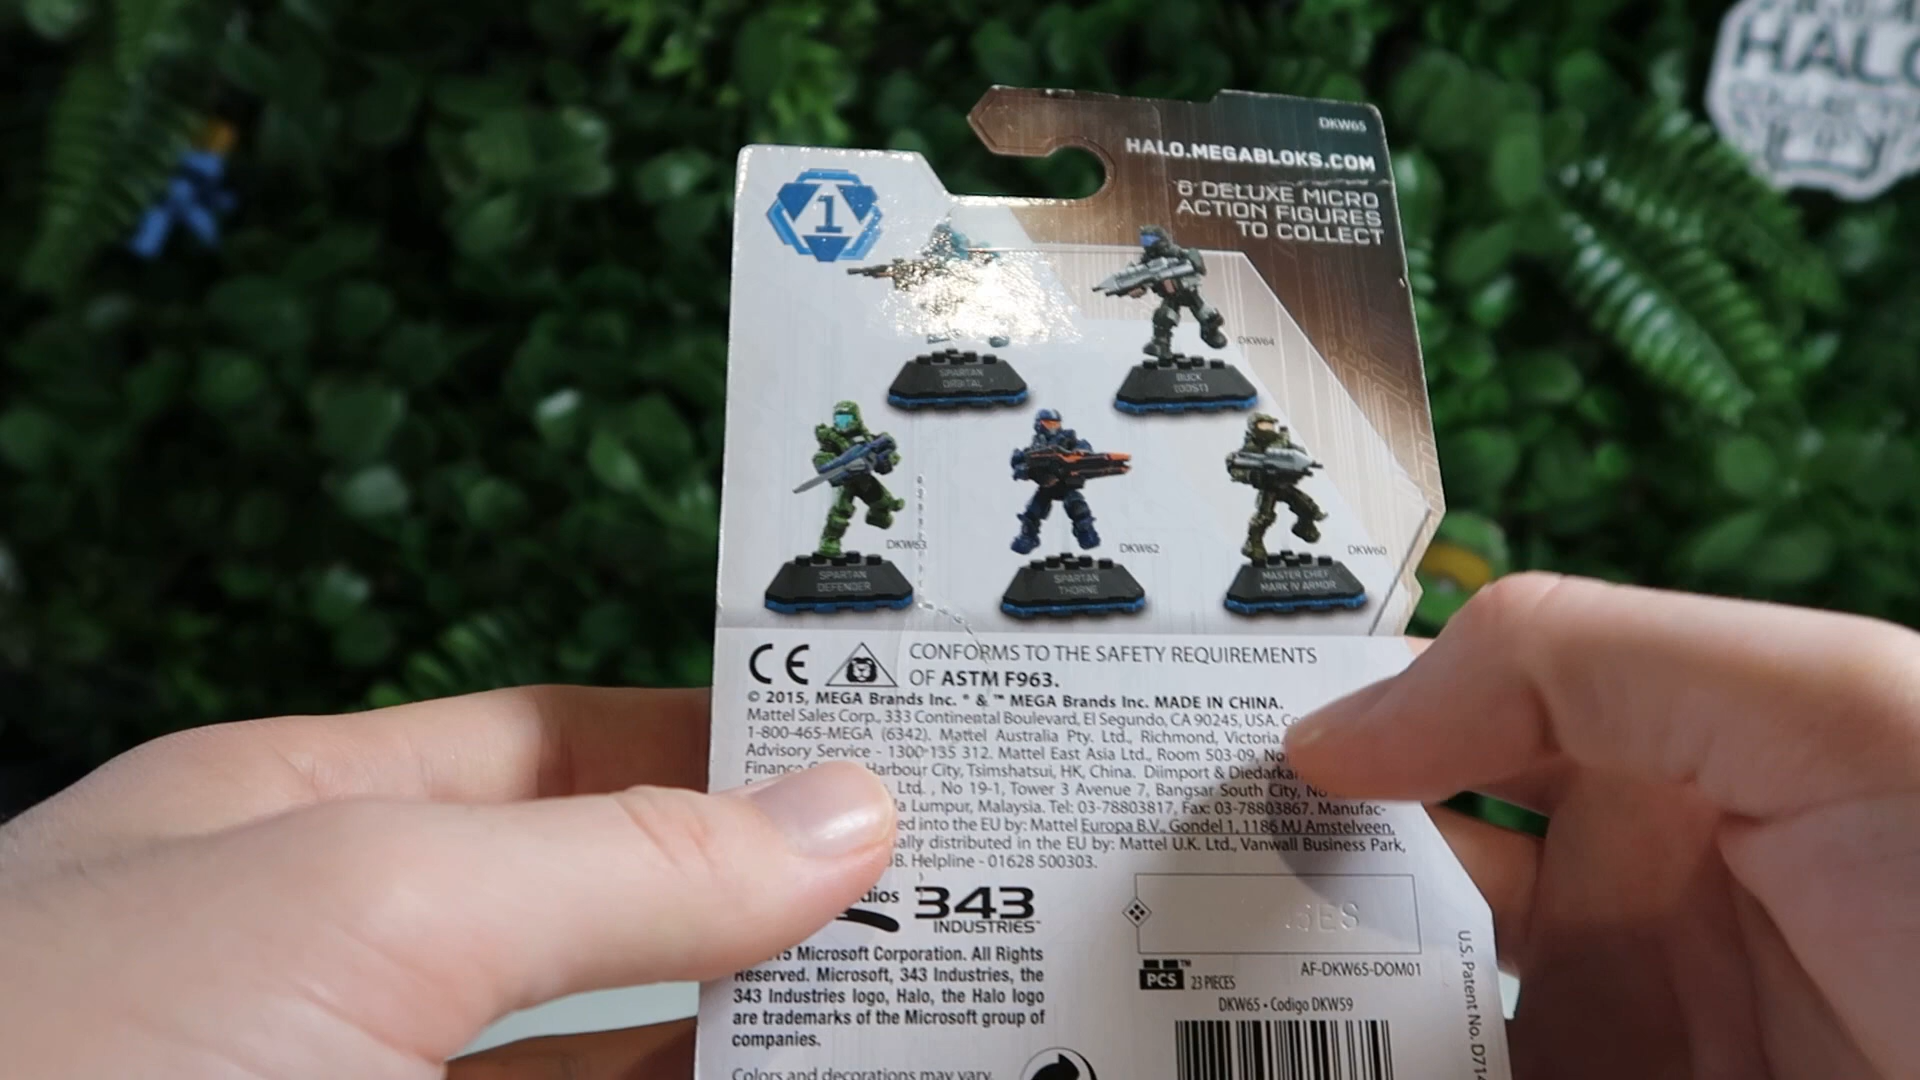 DKW65
HALO.MEGABLOKS.COM
6 DELUXE MICRO
ACTION FIGURES
TO COLLECT
1
HALO
SPARTAN
ORBITAL
DKW64
BUCK
(ODST)
DKW63
SPARTAN
DEFENDER
DKW62
SPARTAN
THORNE
DKW60
MASTER CHIEF
MARK IV ARMOR
CE
CONFORMS TO THE SAFETY REQUIREMENTS
OF ASTM F963.
© 2015, MEGA Brands Inc. ® & ™ MEGA Brands Inc. MADE IN CHINA.
Mattel Sales Corp., 333 Continental Boulevard, El Segundo, CA 90245, USA.
1-800-465-MEGA (6342). Mattel Australia Pty. Ltd., Richmond, Victoria.
Advisory Service - 1300 135 312. Mattel East Asia Ltd., Room 503-09,
Harbour City, Tsimshatsui, HK, China. Diimport & Diedarkan
Ltd. , No 19-1, Tower 3 Avenue 7, Bangsar South City,
Lumpur, Malaysia. Tel: 03-78803817, Fax: 03-78803867. Manufac-
into the EU by: Mattel Europa B.V., Gondel 1, 1186 MJ Amstelveen,
distributed in the EU by: Mattel U.K. Ltd., Vanwall Business Park,
Helpline - 01628 500303.
343
INDUSTRIES™
Microsoft Corporation. All Rights
Reserved. Microsoft, 343 Industries, the
343 Industries logo, Halo, the Halo logo
are trademarks of the Microsoft group of
companies.
Colors and decorations may vary.
PCS™ 23 PIECES
AF-DKW65-DOM01
DKW65 • Codigo DKW59
U.S. Patent No.